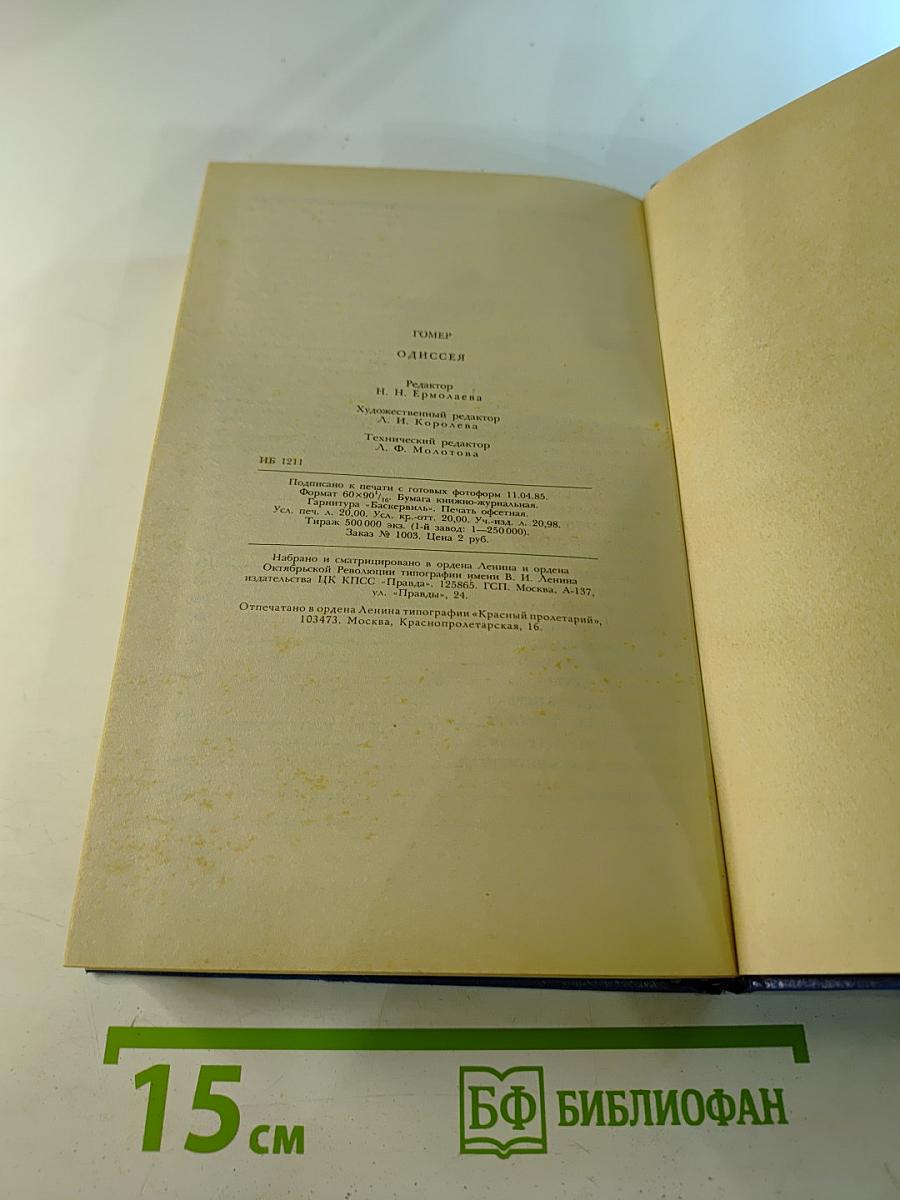 ГОМЕР
ОДИССЕЯ
Редактор
Н. Н. Ермолаева
Художественный редактор
Л. И. Королева
Технический редактор
Л. Ф. Молотова
ИБ 1211
Подписано к печати с готовых фотоформ 11.04.85.
Формат 60×90 1/16. Бумага книжно-журнальная.
Гарнитура «Баскервиль». Печать офсетная.
Усл. печ. л. 20,00. Усл. кр.-отт. 20,00. Уч.-изд. л. 20,98.
Тираж 500 000 экз. (1-й завод: 1—250 000).
Заказ № 1003. Цена 2 руб.
Набрано и сматрицировано в ордена Ленина и ордена
Октябрьской Революции типографии имени В. И. Ленина
издательства ЦК КПСС «Правда». 125865. ГСП. Москва, А-137,
ул. «Правды», 24.
Отпечатано в ордена Ленина типографии «Красный пролетарий»,
103473. Москва, Краснопролетарская, 16.
15 см
БФ БИБЛИОФАН